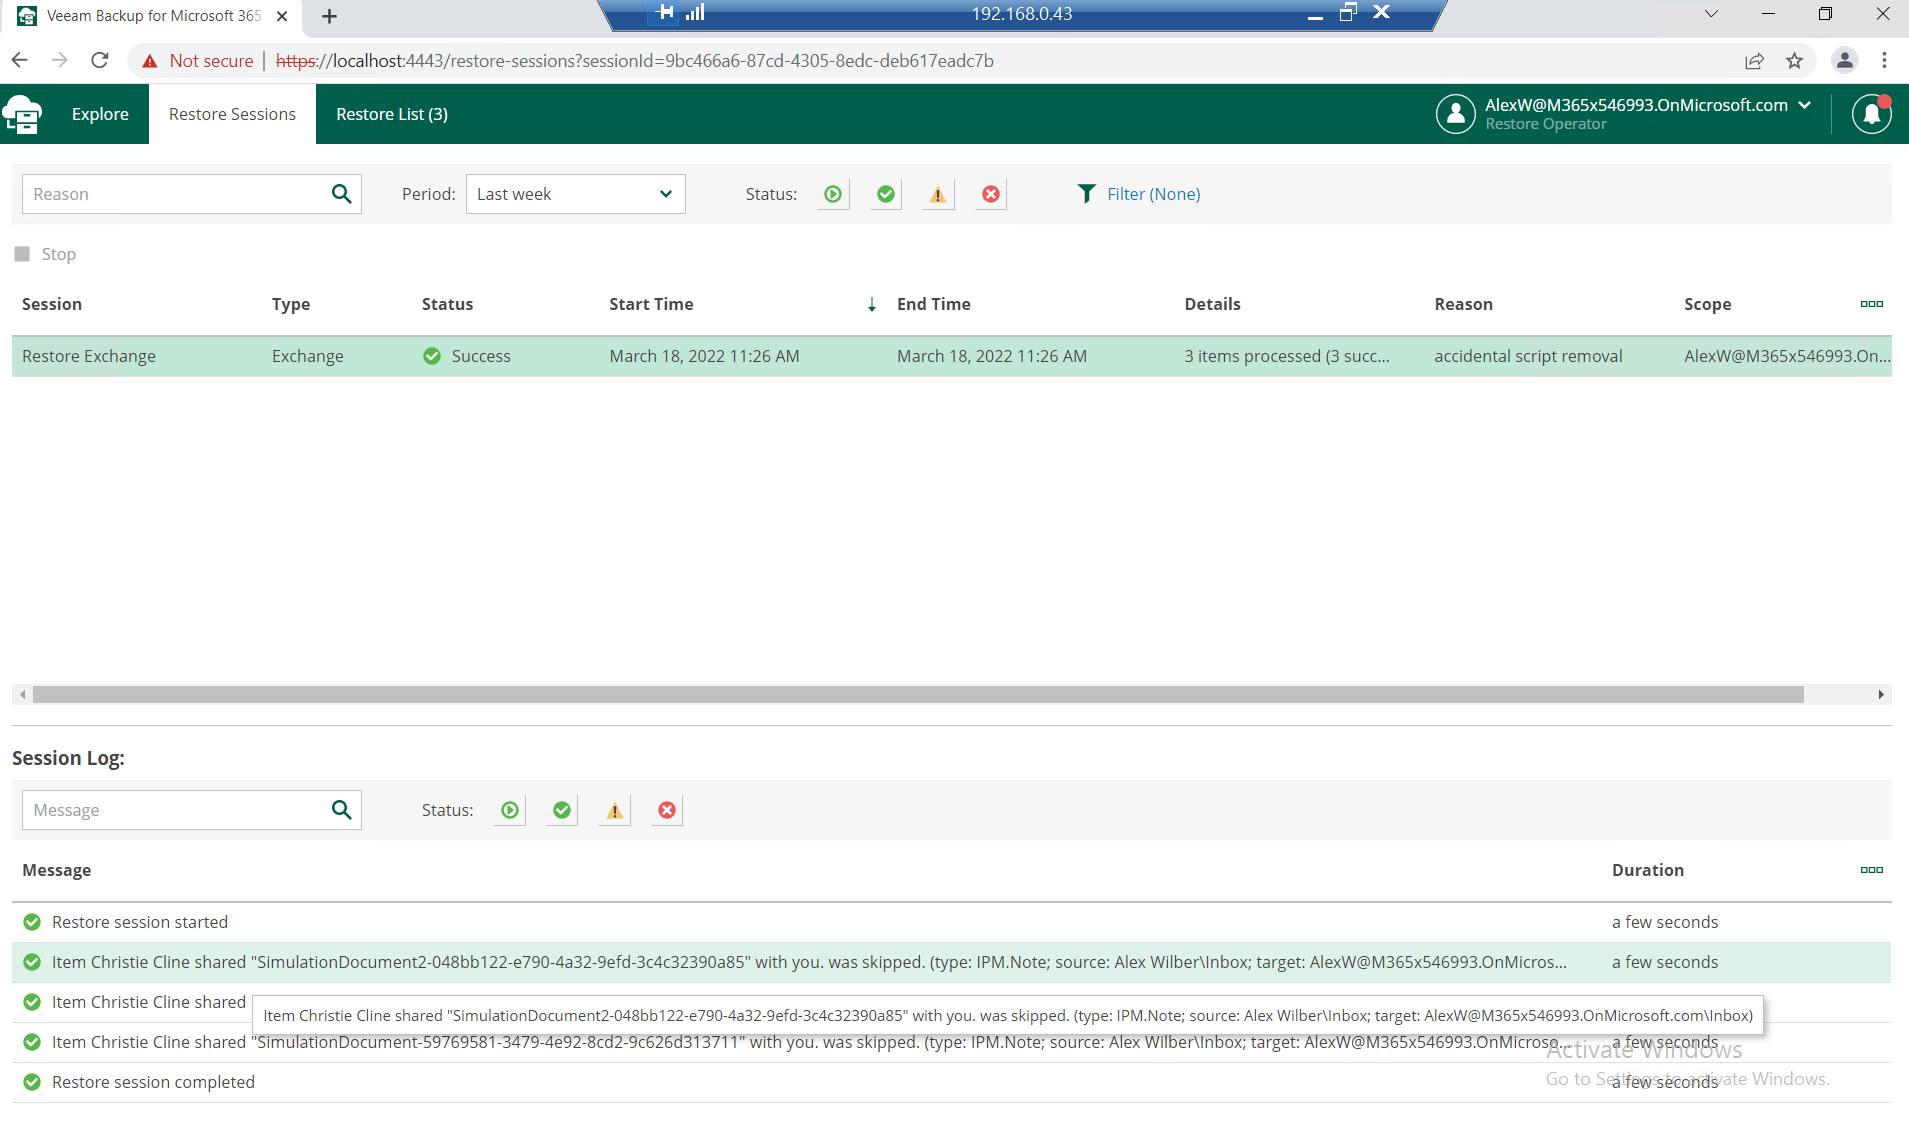 Veeam Backup for Microsoft 365
192.168.0.43
Not secure | https://localhost:4443/restore-sessions?sessionId=9bc466a6-87cd-4305-8edc-deb617eadc7b
Explore Restore Sessions Restore List (3) AlexW@M365x546993.OnMicrosoft.com
Restore Operator
Reason Period: Last week Status: Filter (None)
Stop
Session Type Status Start Time End Time Details Reason Scope
Restore Exchange Exchange Success March 18, 2022 11:26 AM March 18, 2022 11:26 AM 3 items processed (3 succ... accidental script removal AlexW@M365x546993.On...
Session Log:
Message Status:
Message Duration
Restore session started a few seconds
Item Christie Cline shared "SimulationDocument2-048bb122-e790-4a32-9efd-3c4c32390a85" with you. was skipped. (type: IPM.Note; source: Alex Wilber\Inbox; target: AlexW@M365x546993.OnMicros... a few seconds
Item Christie Cline shared
Item Christie Cline shared "SimulationDocument2-048bb122-e790-4a32-9efd-3c4c32390a85" with you. was skipped. (type: IPM.Note; source: Alex Wilber\Inbox; target: AlexW@M365x546993.OnMicrosoft.com\Inbox)
Item Christie Cline shared "SimulationDocument-59769581-3479-4e92-8cd2-9c626d313711" with you. was skipped. (type: IPM.Note; source: Alex Wilber\Inbox; target: AlexW@M365x546993.OnMicroso... a few seconds
Activate Windows
Restore session completed a few seconds
Go to Settings to activate Windows.